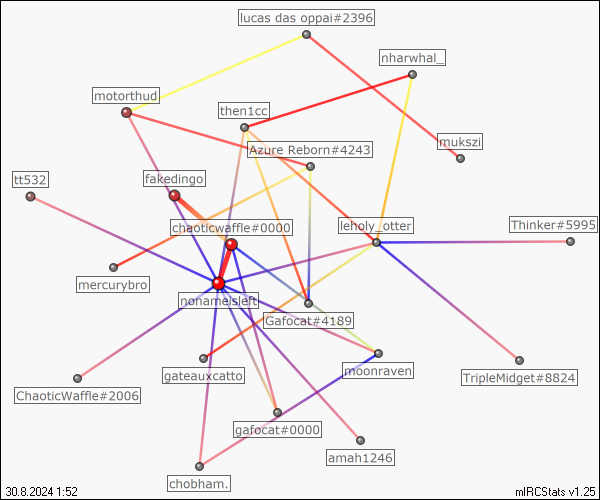 lucas das oppai#2396
nharwhal_
motorthud
then1cc
mukszi
Azure Reborn#4243
tt532
fakedingo
chaoticwaffle#0000
leholy_otter
Thinker#5995
mercurybro
nonameisleft
Gafocat#4189
gateauxcatto
moonraven
TripleMidget#8824
ChaoticWaffle#2006
gafocat#0000
amah1246
chobham.
30.8.2024 1:52
mIRCStats v1.25